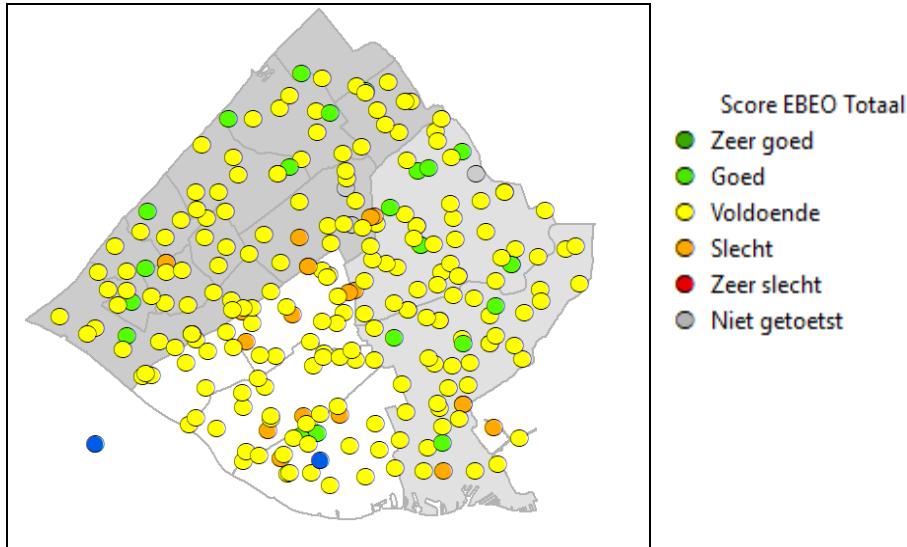 Score EBEO Totaal
Zeer goed
Goed
Voldoende
Slecht
Zeer slecht
Niet getoetst